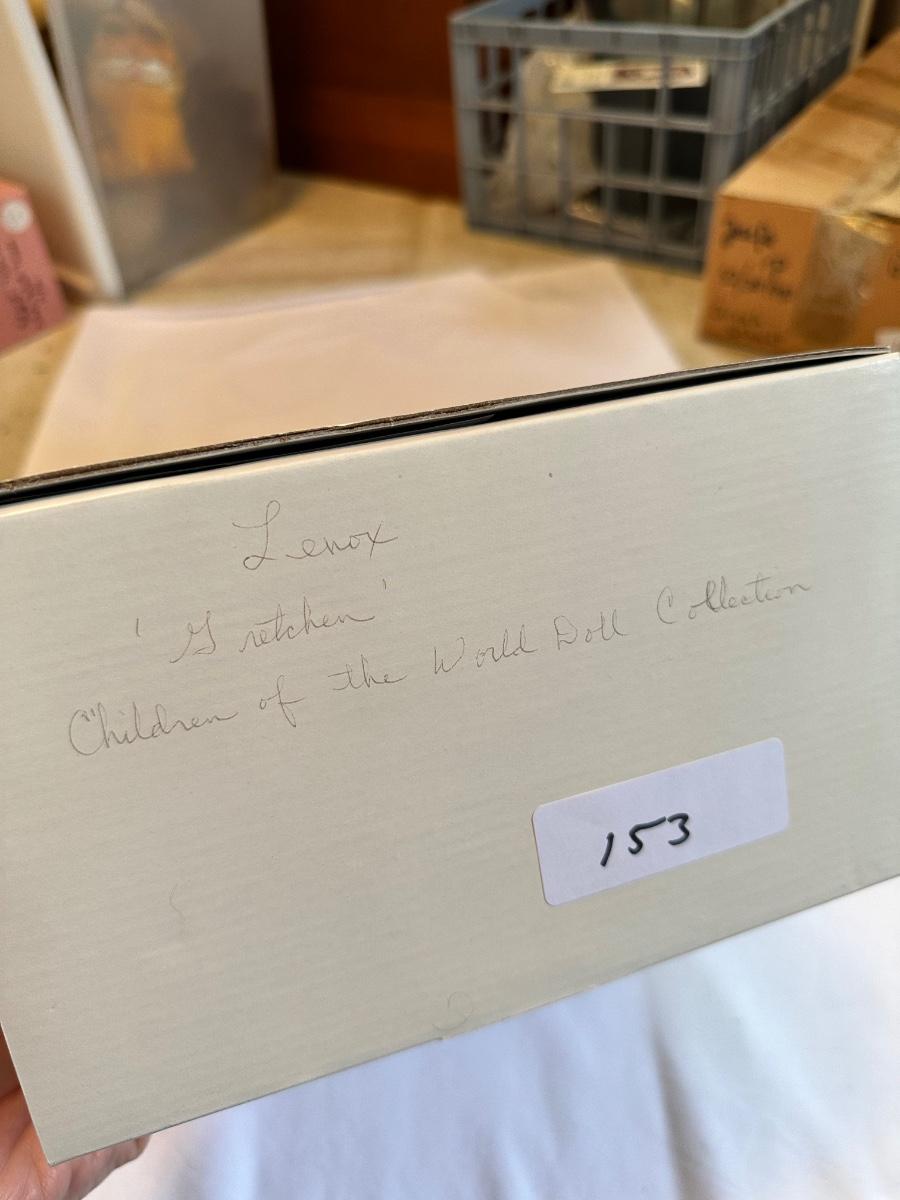 Lenox
'Gretchen'
Children of the World Doll Collection
153